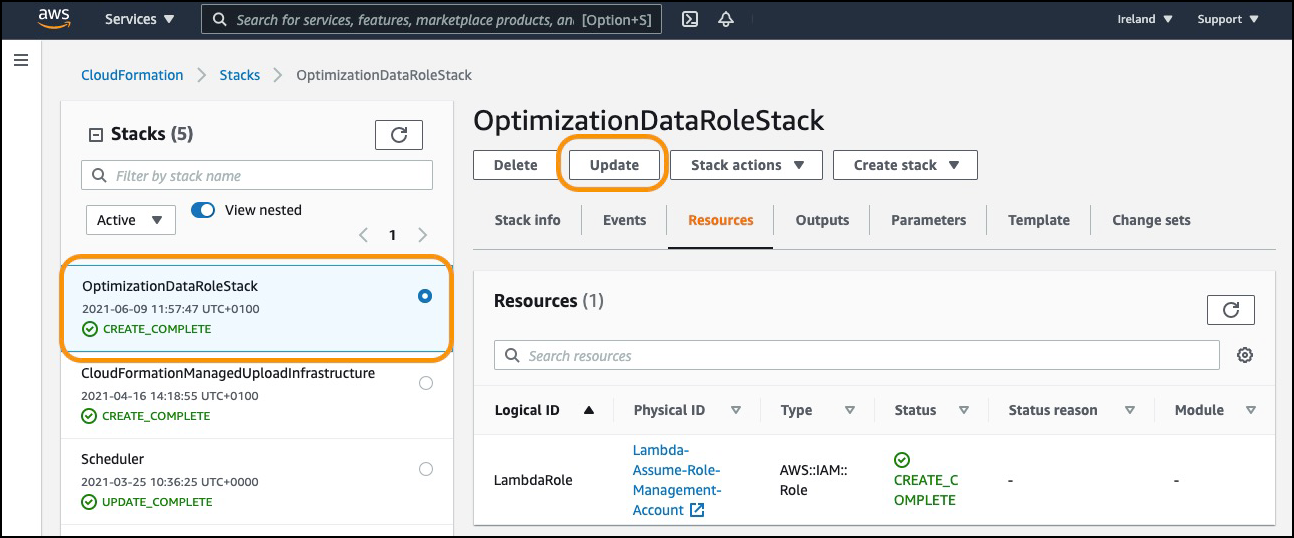 aws
Services ▼
Search for services, features, marketplace products, an [Option+S]
Ireland ▼
Support ▼
CloudFormation > Stacks > OptimizationDataRoleStack
Stacks (5)
Filter by stack name
Active ▼
View nested
< 1 >
OptimizationDataRoleStack
2021-06-09 11:57:47 UTC+0100
CREATE_COMPLETE
CloudFormationManagedUploadInfrastructure
2021-04-16 14:18:55 UTC+0100
CREATE_COMPLETE
Scheduler
2021-03-25 10:36:25 UTC+0000
UPDATE_COMPLETE
OptimizationDataRoleStack
Delete Update Stack actions ▼ Create stack ▼
Stack info Events Resources Outputs Parameters Template Change sets
Resources (1)
Search resources
Logical ID ▲ Physical ID ▽ Type ▽ Status ▽ Status reason ▽ Module ▽
LambdaRole
Lambda-
Assume-Role-
Management-
Account
AWS::IAM::
Role
CREATE_C
OMPLETE
-
-